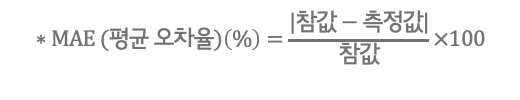 * MAE (평균 오차율)(%) = |참값 − 측정값| / 참값 ×100